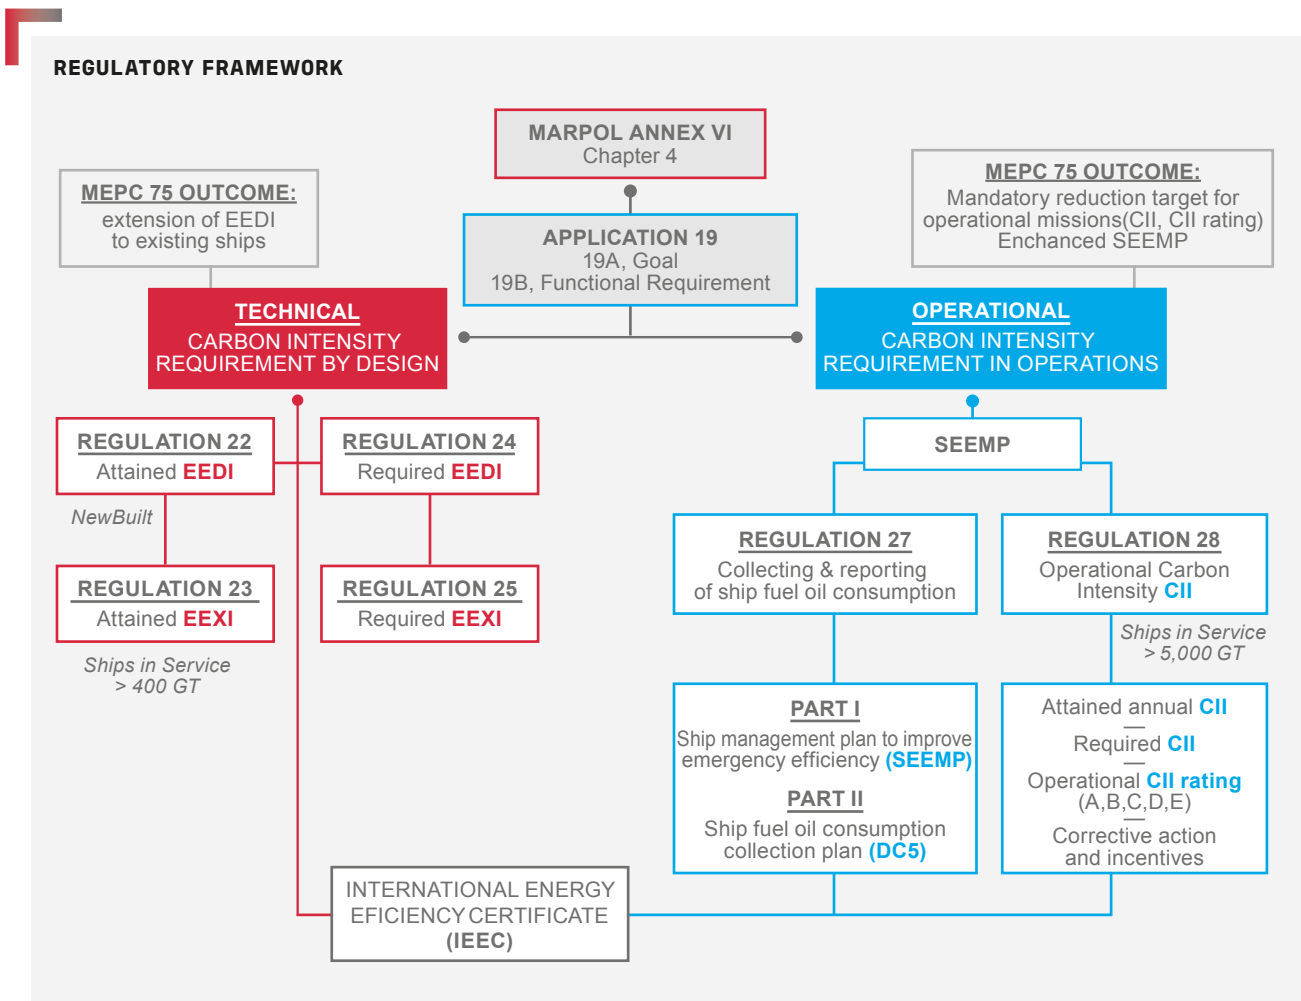 REGULATORY FRAMEWORK
MARPOL ANNEX VI
Chapter 4
MEPC 75 OUTCOME:
extension of EEDI
to existing ships
APPLICATION 19
19A, Goal
19B, Functional Requirement
MEPC 75 OUTCOME:
Mandatory reduction target for
operational missions(CII, CII rating)
Enchanced SEEMP
TECHNICAL
CARBON INTENSITY
REQUIREMENT BY DESIGN
OPERATIONAL
CARBON INTENSITY
REQUIREMENT IN OPERATIONS
REGULATION 22
Attained EEDI
REGULATION 24
Required EEDI
NewBuilt
REGULATION 23
Attained EEXI
REGULATION 25
Required EEXI
Ships in Service
> 400 GT
SEEMP
REGULATION 27
Collecting & reporting
of ship fuel oil consumption
REGULATION 28
Operational Carbon
Intensity CII
Ships in Service
> 5,000 GT
PART I
Ship management plan to improve
emergency efficiency (SEEMP)
PART II
Ship fuel oil consumption
collection plan (DC5)
Attained annual CII
—
Required CII
—
Operational CII rating
(A,B,C,D,E)
—
Corrective action
and incentives
INTERNATIONAL ENERGY
EFICIENCY CERTIFICATE
(IEEC)